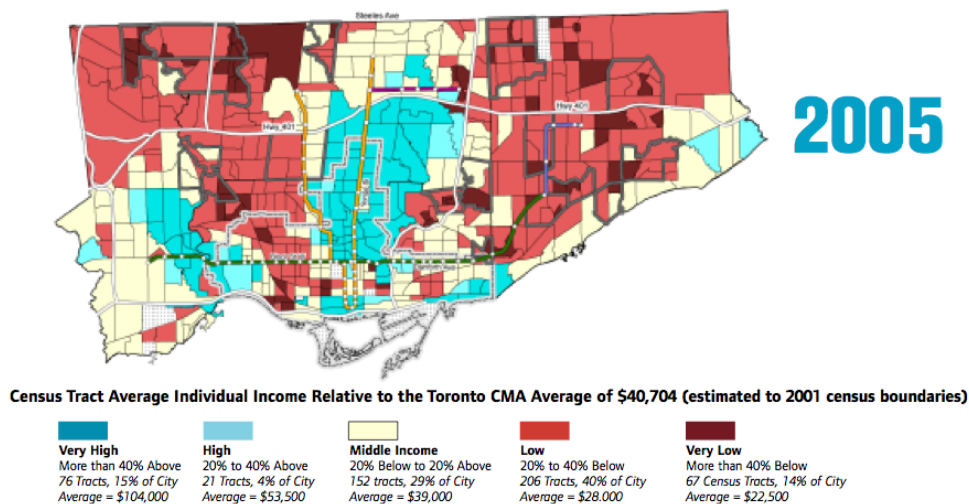 Steeles Ave
2005
Hwy 401
Hwy 401
Census Tract Average Individual Income Relative to the Toronto CMA Average of $40,704 (estimated to 2001 census boundaries)
Very High
More than 40% Above
76 Tracts, 15% of City
Average = $104,000
High
20% to 40% Above
21 Tracts, 4% of City
Average = $53,500
Middle Income
20% Below to 20% Above
152 tracts, 29% of City
Average = $39,000
Low
20% to 40% Below
206 Tracts, 40% of City
Average = $28.000
Very Low
More than 40% Below
67 Census Tracts, 14% of City
Average = $22,500